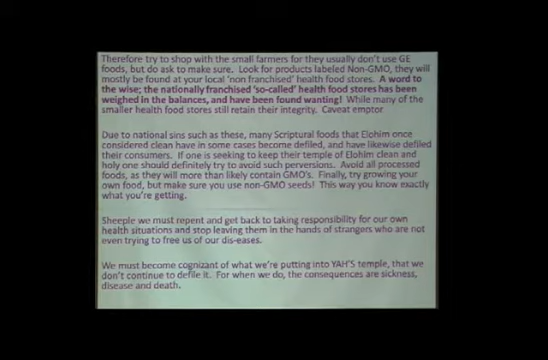 Therefore try to shop with the small farmers for they usually don't use GE
foods, but do ask to make sure. Look for products labeled Non-GMO, they will
mostly be found at your local 'non franchised' health food stores. A word to
the wise; the nationally franchised 'so-called' health food stores has been
weighed in the balances, and have been found wanting! While many of the
smaller health food stores still retain their integrity. Caveat emptor
Due to national sins such as these, many Scriptural foods that Elohim once
considered clean have in some cases become defiled, and have likewise defiled
their consumers. If one is seeking to keep their temple of Elohim clean and
holy one should definitely try to avoid such perversions. Avoid all processed
foods, as they will more than likely contain GMO's. Finally, try growing your
own food, but make sure you use non-GMO seeds! This way you know exactly
what you're getting.
Sheeple we must repent and get back to taking responsibility for our own
health situations and stop leaving them in the hands of strangers who are not
even trying to free us of our dis-eases.
We must become cognizant of what we're putting into YAH'S temple, that we
don't continue to defile it. For when we do, the consequences are sickness,
disease and death.